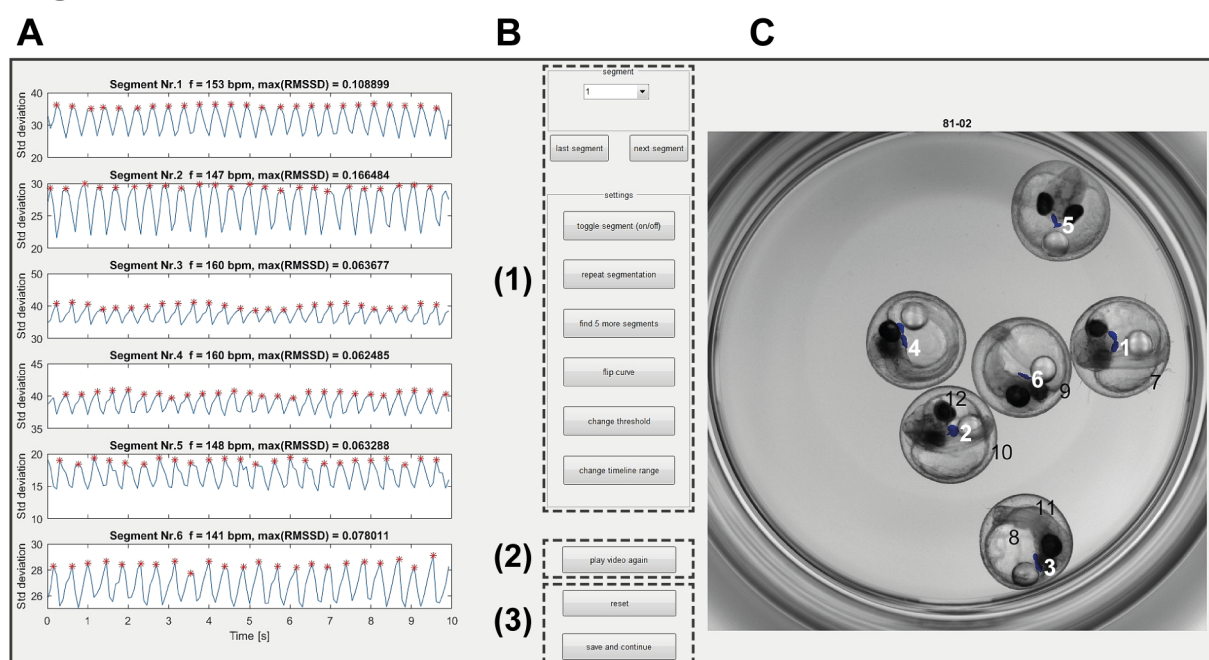 A
B
C
Segment Nr.1 f = 153 bpm, max(RMSSD) = 0.108899
Std deviation
40
30
20
Segment Nr.2 f = 147 bpm, max(RMSSD) = 0.166484
Std deviation
30
25
20
Segment Nr.3 f = 160 bpm, max(RMSSD) = 0.063677
Std deviation
50
40
30
Segment Nr.4 f = 160 bpm, max(RMSSD) = 0.062485
Std deviation
45
40
35
Segment Nr.5 f = 148 bpm, max(RMSSD) = 0.063288
Std deviation
20
15
10
Segment Nr.6 f = 141 bpm, max(RMSSD) = 0.078011
Std deviation
30
28
26
0 1 2 3 4 5 6 7 8 9 10
Time [s]
(1)
segment
1
last segment next segment
settings
toggle segment (on/off)
repeat segmentation
find 5 more segments
flip curve
change threshold
change timeline range
(2)
play video again
(3)
reset
save and continue
81-02
5
4
1
6
7
9
12
2
10
11
8
3